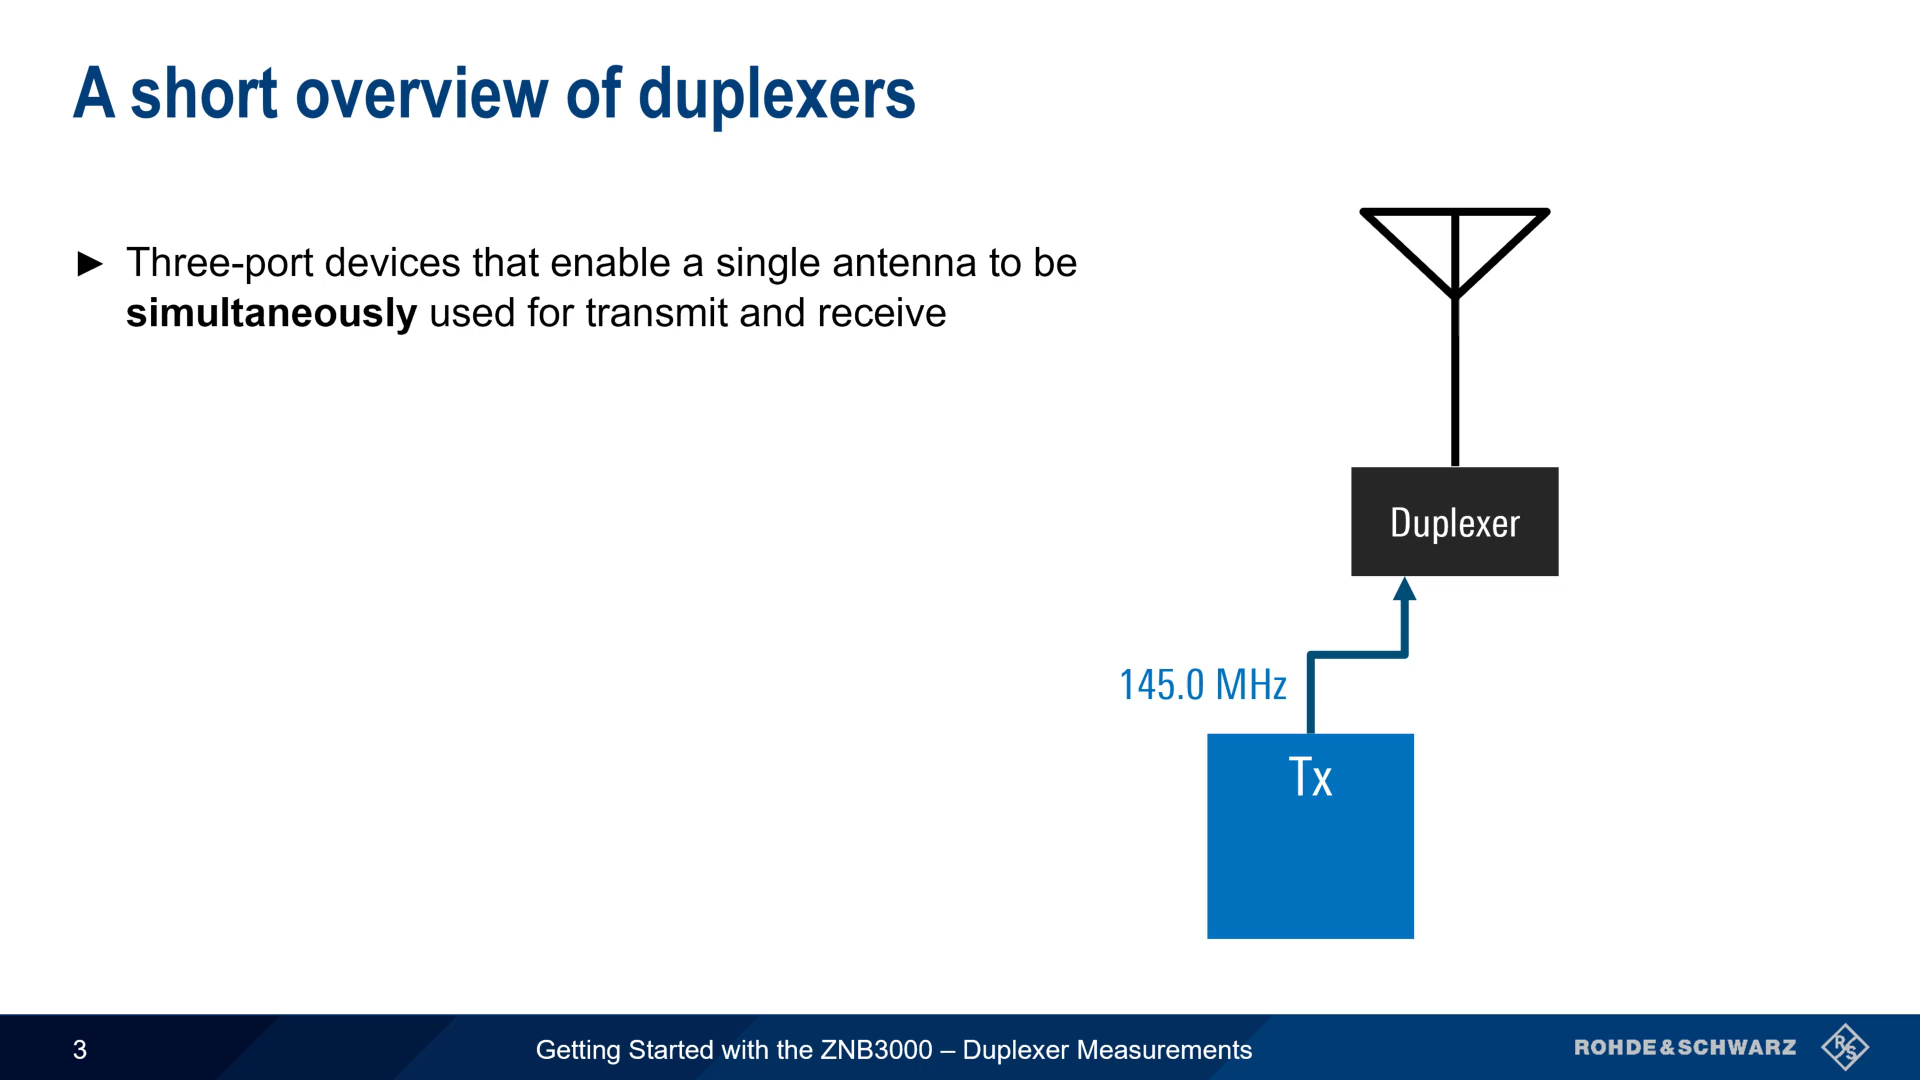 A short overview of duplexers
► Three-port devices that enable a single antenna to be
simultaneously used for transmit and receive
Duplexer
145.0 MHz
Tx
3
Getting Started with the ZNB3000 – Duplexer Measurements
ROHDE&SCHWARZ
R&S